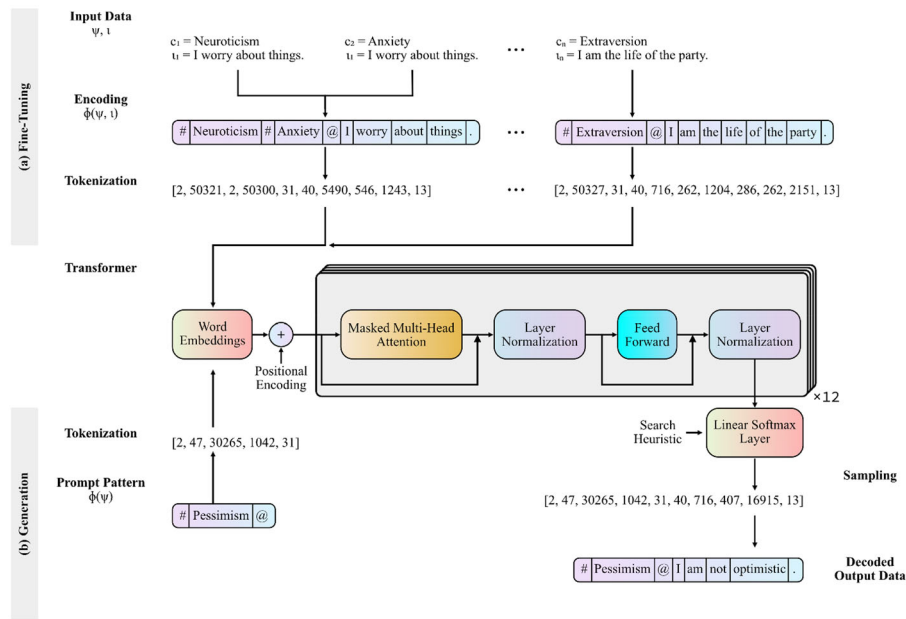 Input Data
ψ, ι
c₁ = Neuroticism
ι₁ = I worry about things.
c₂ = Anxiety
ι₁ = I worry about things.
...
cₙ = Extraversion
ιₙ = I am the life of the party.
(a) Fine-Tuning
Encoding
ϕ(ψ, ι)
# Neuroticism # Anxiety @ I worry about things .
...
# Extraversion @ I am the life of the party .
Tokenization
[2, 50321, 2, 50300, 31, 40, 5490, 546, 1243, 13]
...
[2, 50327, 31, 40, 716, 262, 1204, 286, 262, 2151, 13]
Transformer
Word
Embeddings
+
Positional
Encoding
Masked Multi-Head
Attention
Layer
Normalization
Feed
Forward
Layer
Normalization
×12
(b) Generation
Tokenization
[2, 47, 30265, 1042, 31]
Prompt Pattern
ϕ(ψ)
# Pessimism @
Search
Heuristic
Linear Softmax
Layer
Sampling
[2, 47, 30265, 1042, 31, 40, 716, 407, 16915, 13]
# Pessimism @ I am not optimistic .
Decoded
Output Data